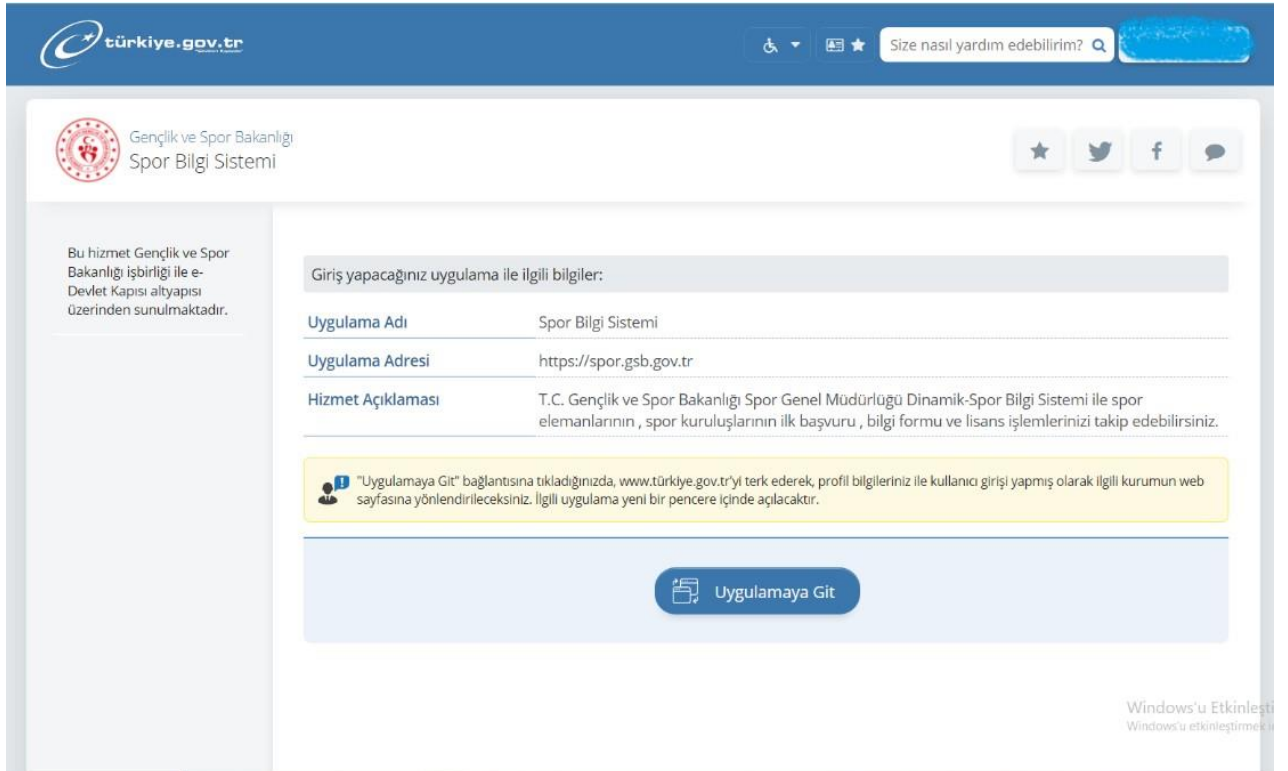 türkiye.gov.tr
Size nasıl yardım edebilirim?
Gençlik ve Spor Bakanlığı
Spor Bilgi Sistemi
f
Bu hizmet Gençlik ve Spor
Bakanlığı işbirliği ile e-
Devlet Kapısı altyapısı
üzerinden sunulmaktadır.
Giriş yapacağınız uygulama ile ilgili bilgiler:
Uygulama Adı Spor Bilgi Sistemi
Uygulama Adresi https://spor.gsb.gov.tr
Hizmet Açıklaması T.C. Gençlik ve Spor Bakanlığı Spor Genel Müdürlüğü Dinamik-Spor Bilgi Sistemi ile spor
elemanlarının , spor kuruluşlarının ilk başvuru , bilgi formu ve lisans işlemlerinizi takip edebilirsiniz.
"Uygulamaya Git" bağlantısına tıkladığınızda, www.türkiye.gov.tr'yi terk ederek, profil bilgileriniz ile kullanıcı girişi yapmış olarak ilgili kurumun web
sayfasına yönlendirileceksiniz. İlgili uygulama yeni bir pencere içinde açılacaktır.
Uygulamaya Git
Windows'u Etkinleşti
Windows'u etkinleştirmek i